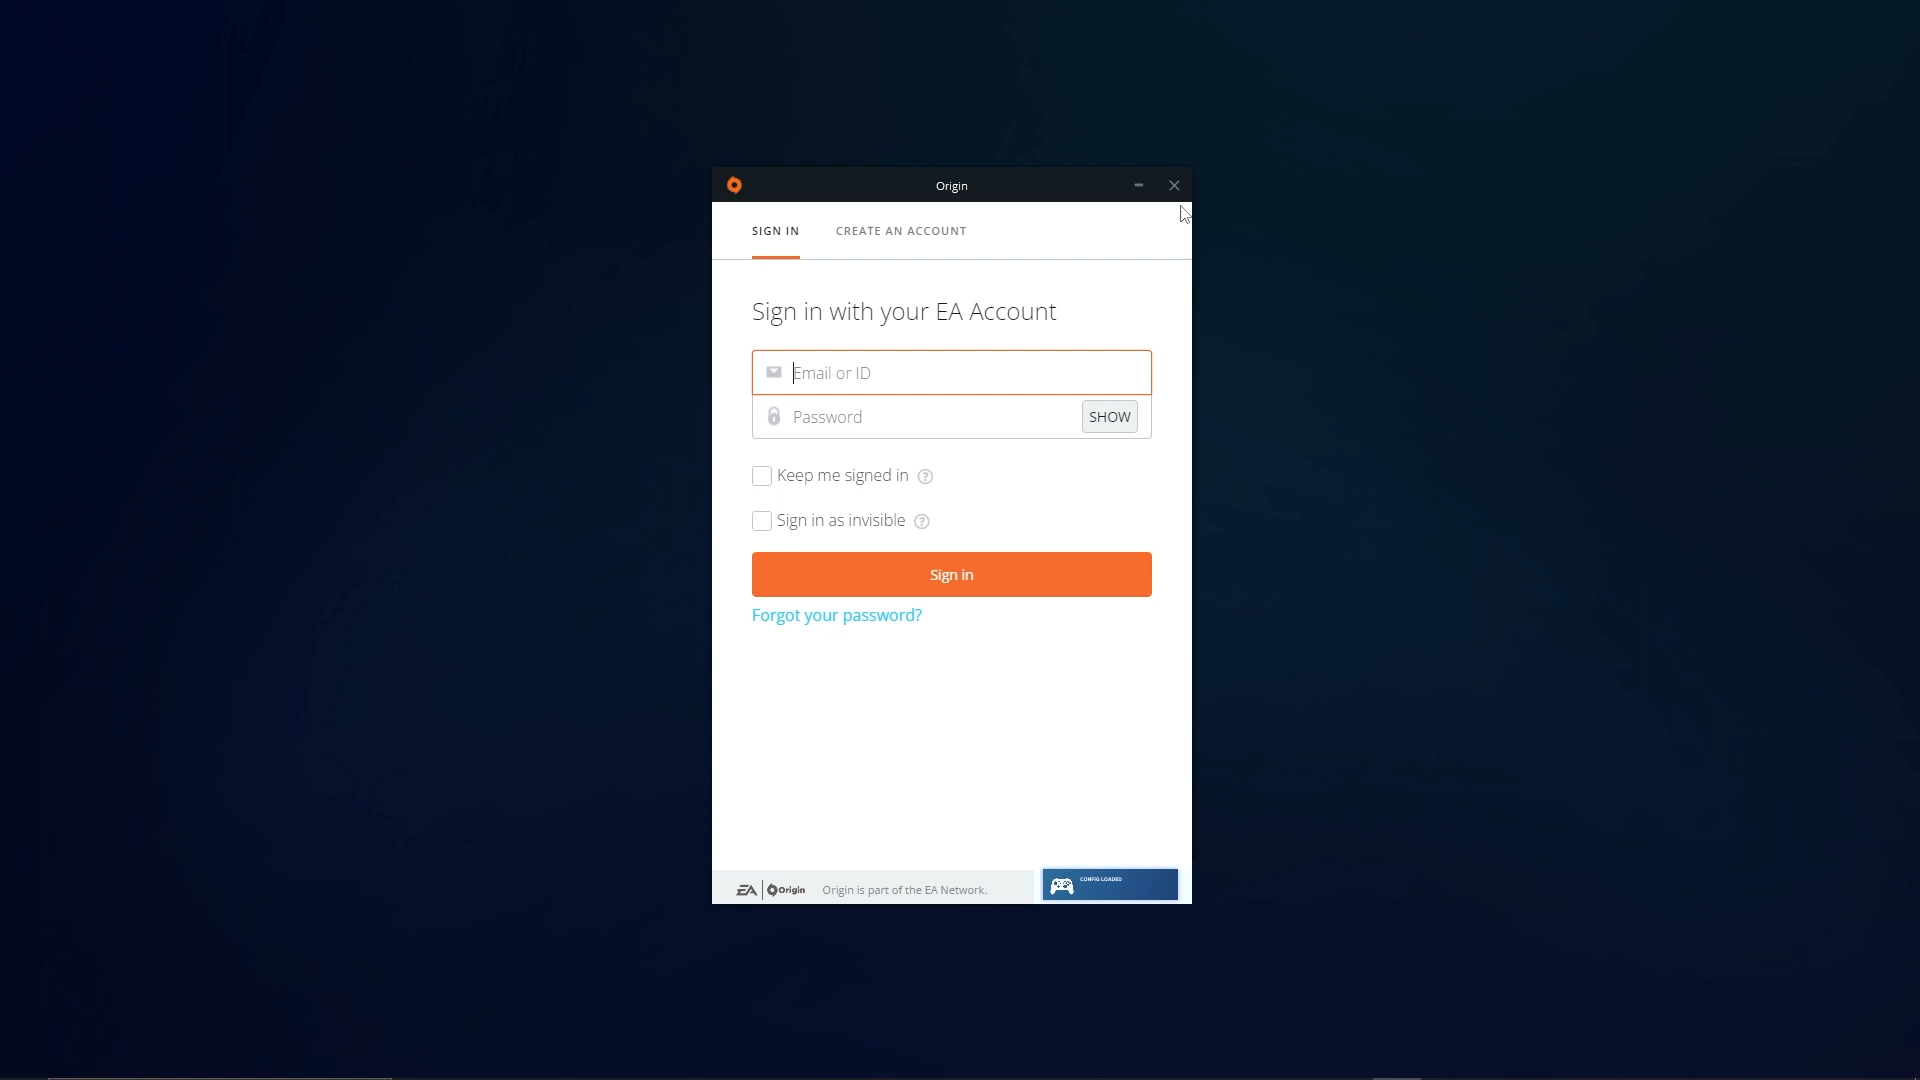 Origin
SIGN IN CREATE AN ACCOUNT
Sign in with your EA Account
Email or ID
Password SHOW
Keep me signed in ?
Sign in as invisible ?
Sign in
Forgot your password?
EA Origin Origin is part of the EA Network.
CONFIG LOADED